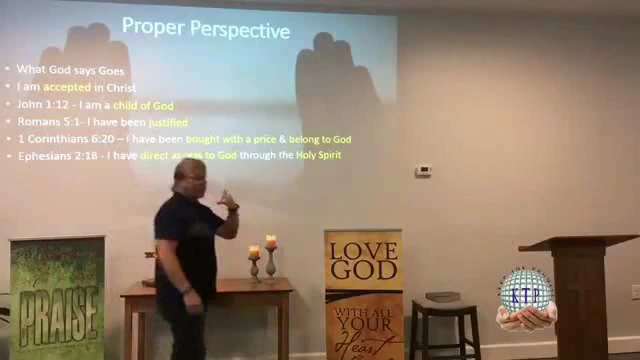 Proper Perspective
• What God says Goes
• I am accepted in Christ
• John 1:12 - I am a child of God
• Romans 5:1- I have been justified
• 1 Corinthians 6:20 – I have been bought with a price & belong to God
• Ephesians 2:18 - I have direct access to God through the Holy Spirit
PRAISE
LOVE
GOD
WITH ALL
YOUR
Heart
KTP